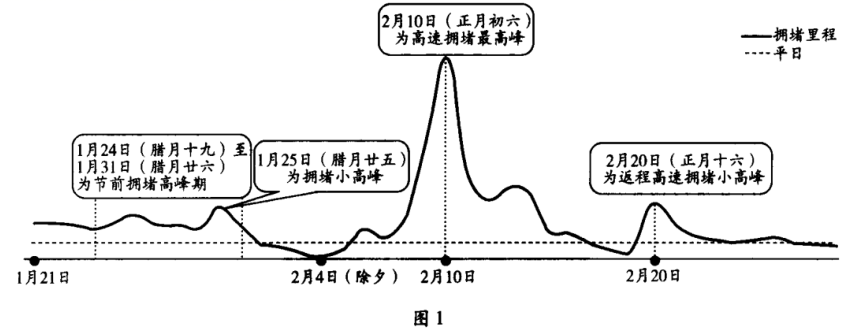 2月10日（正月初六）
为高速拥堵最高峰
拥堵里程
平日
1月24日（腊月十九）至
1月31日（腊月廿六）
为节前拥堵高峰期
1月25日（腊月廿五）
为拥堵小高峰
2月20日（正月十六）
为返程高速拥堵小高峰
1月21日
2月4日（除夕）
2月10日
2月20日
图1